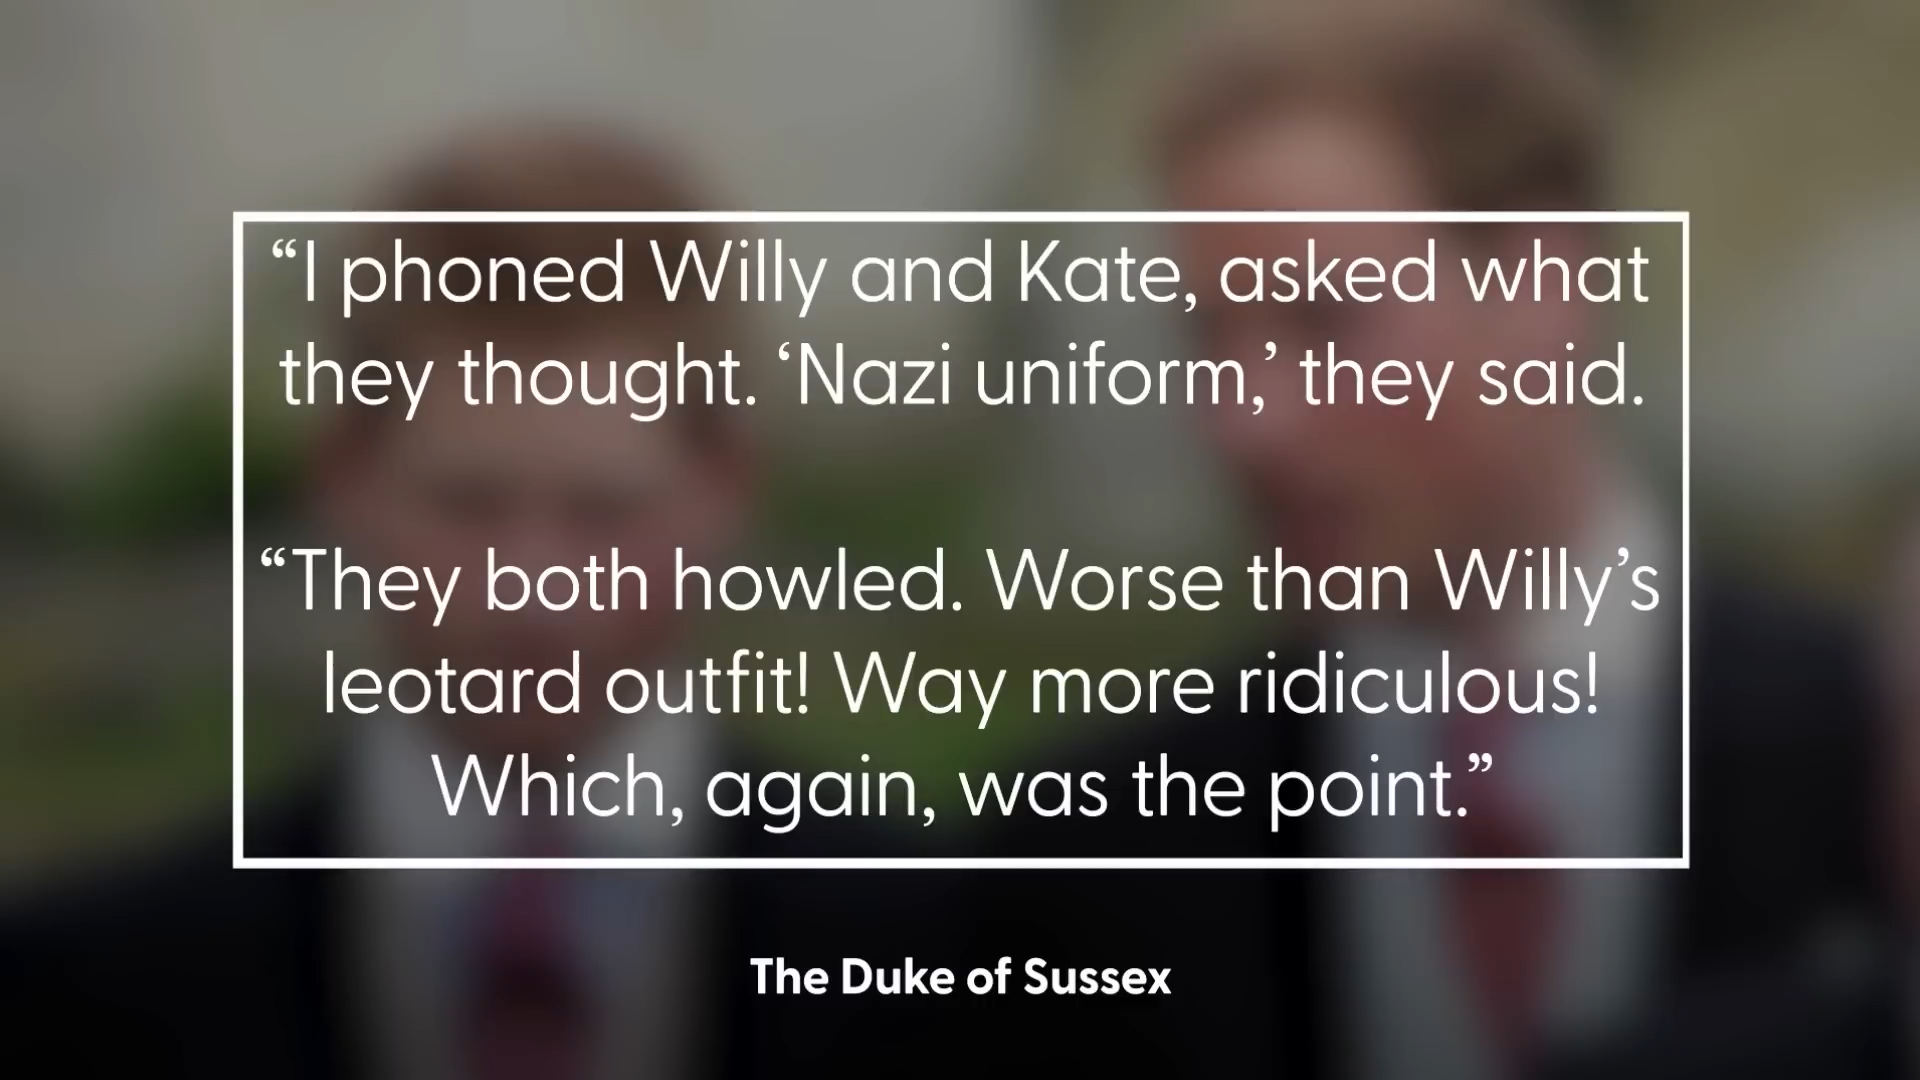 “I phoned Willy and Kate, asked what
they thought. ‘Nazi uniform,’ they said.
“They both howled. Worse than Willy’s
leotard outfit! Way more ridiculous!
Which, again, was the point.”
The Duke of Sussex